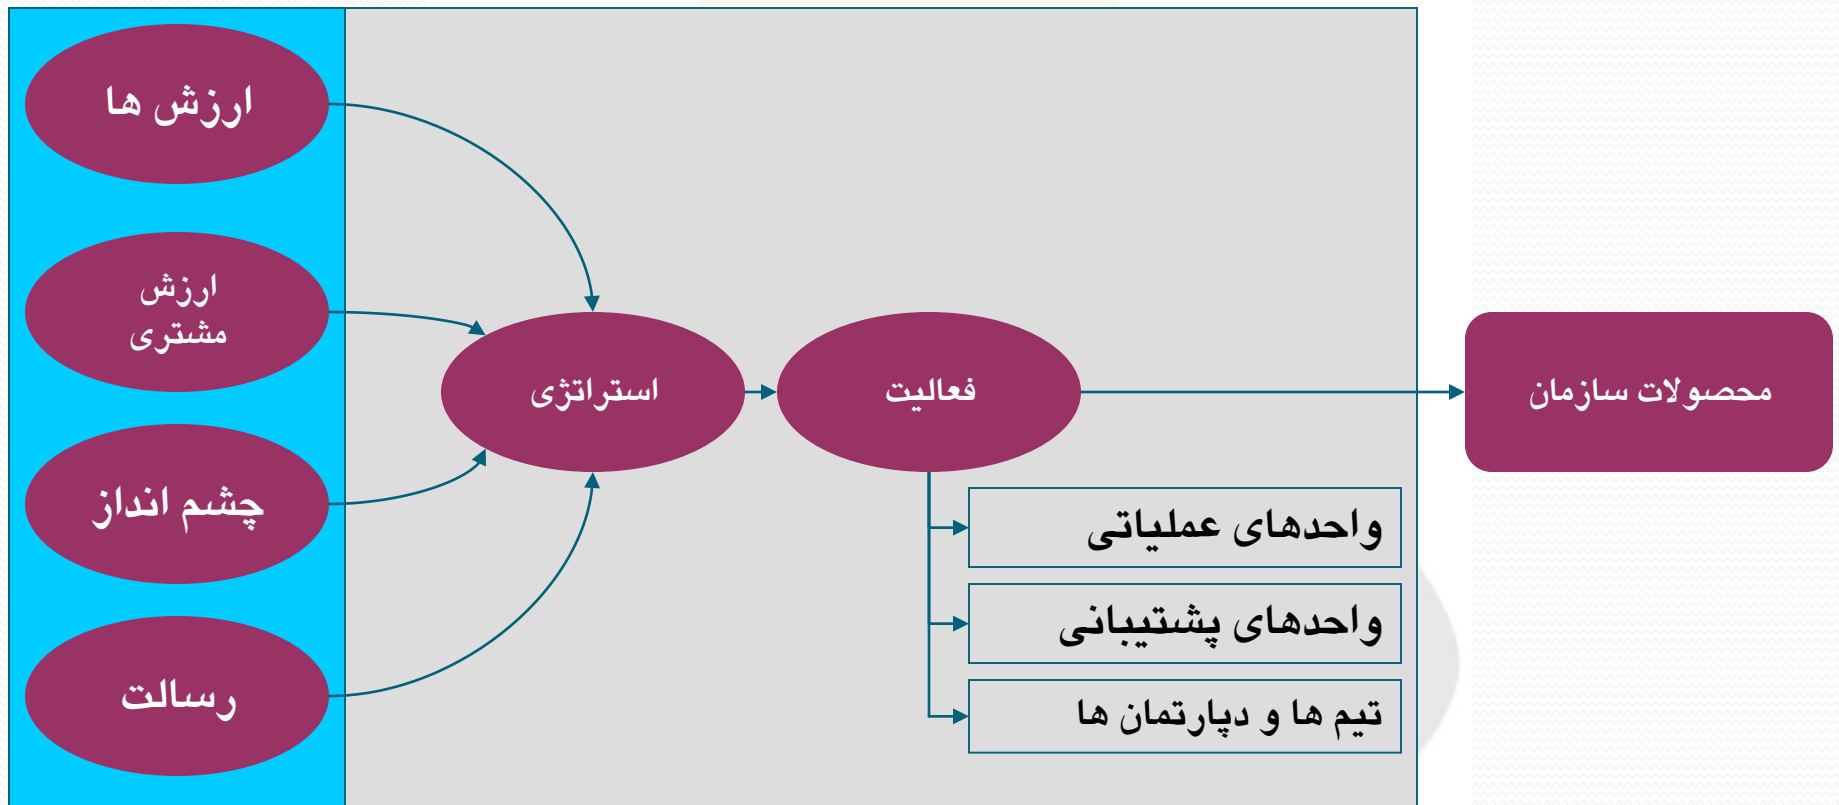 ارزش ها
ارزش
مشتری
چشم انداز
رسالت
استراتژی
فعالیت
محصولات سازمان
واحدهای عملیاتی
واحدهای پشتیبانی
تیم ها و دپارتمان ها